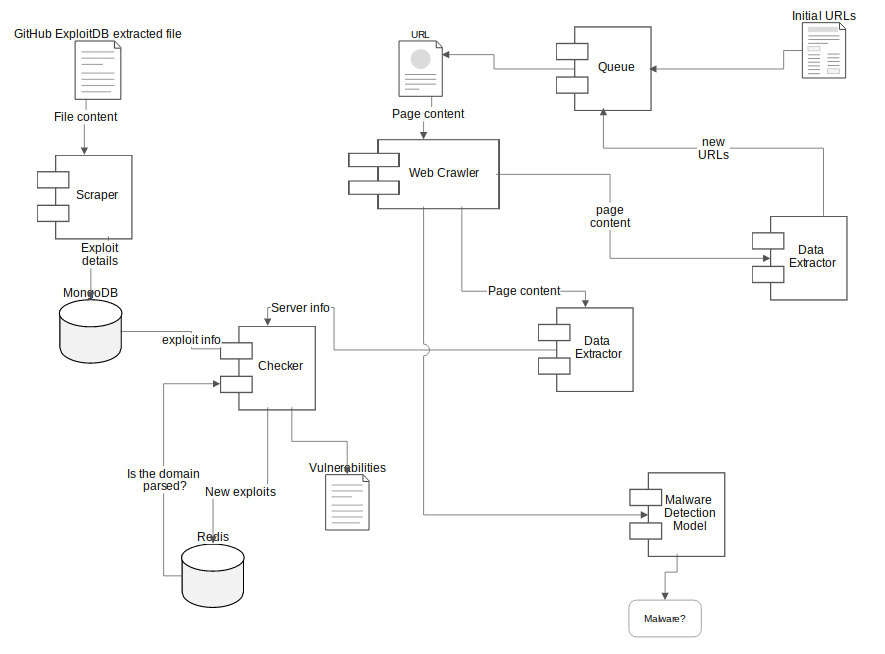 Initial URLs
GitHub ExploitDB extracted file
URL
Queue
File content
Page content
new
URLs
Web Crawler
Scraper
page
content
Exploit
details
Data
Extractor
MongoDB
Page content
Server info
exploit info
Data
Extractor
Checker
Is the domain
parsed?
Vulnerabilities
New exploits
Malware
Detection
Model
Redis
Malware?